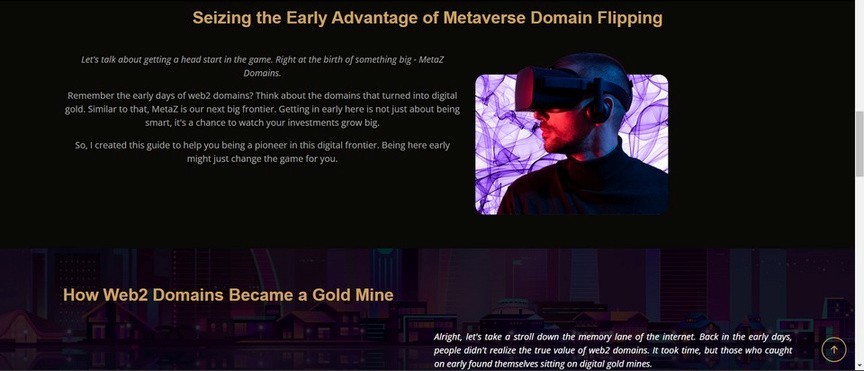 Seizing the Early Advantage of Metaverse Domain Flipping
Let's talk about getting a head start in the game. Right at the birth of something big - MetaZ
Domains.
Remember the early days of web2 domains? Think about the domains that turned into digital
gold. Similar to that, MetaZ is our next big frontier. Getting in early here is not just about being
smart, it's a chance to watch your investments grow big.
So, I created this guide to help you being a pioneer in this digital frontier. Being here early
might just change the game for you.
How Web2 Domains Became a Gold Mine
Alright, let's take a stroll down the memory lane of the internet. Back in the early days,
people didn't realize the true value of web2 domains. It took time, but those who caught
on early found themselves sitting on digital gold mines.